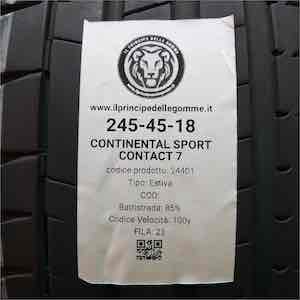 IL PRINCIPE DELLE GOMME
www.ilprincipedellegomme.it
245-45-18
CONTINENTAL SPORT
CONTACT 7
codice prodotto: 24401
Tipo: Estiva
COD:
Battistrada: 85%
Codice Velocità: 100y
FILA: 23